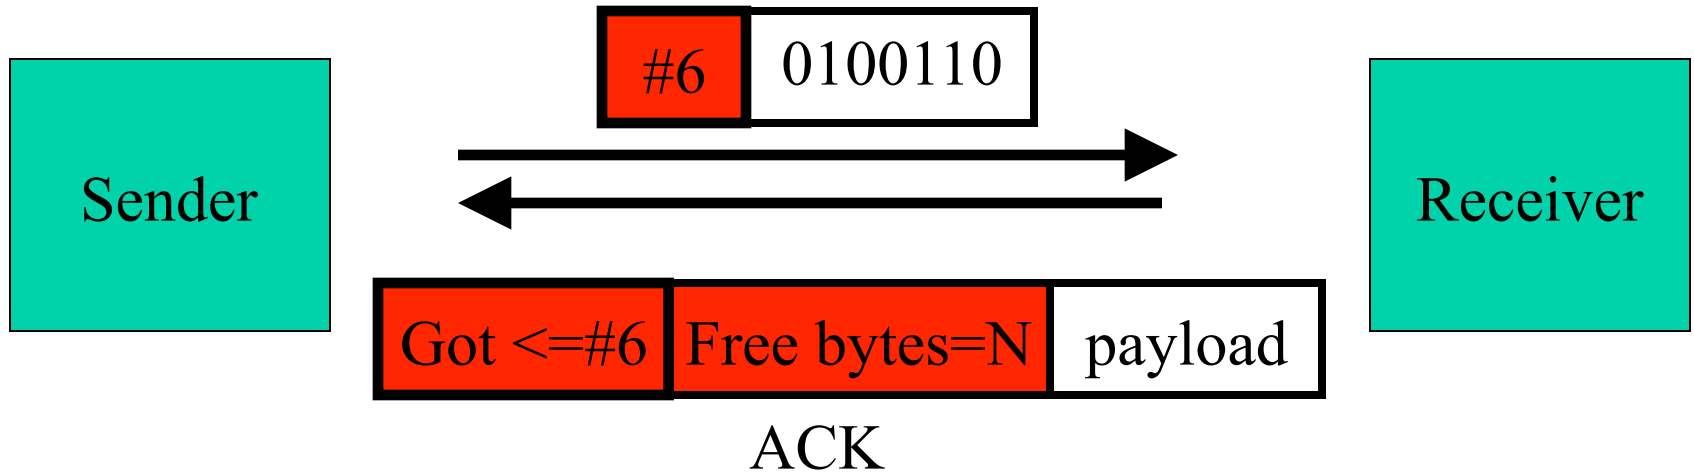 #6 0100110
Sender
Receiver
Got <=#6 Free bytes=N payload
ACK